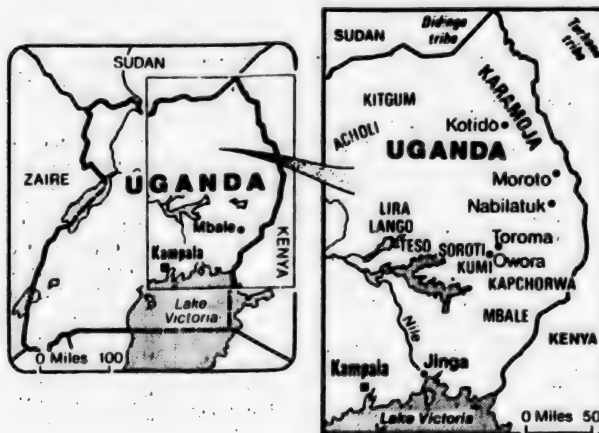 SUDAN
ZAIRE
UGANDA
Mbale
Kampala
KENYA
Lake
Victoria
0 Miles 100
SUDAN
Didinga
tribe
Turkana
tribe
KITGUM
KARAMOJA
ACHOLI
Kotido
UGANDA
Moroto
Nabilatuk
LIRA
LANGO
TESO
SOROTI
Toroma
KUMI
Owora
KAPCHORWA
MBALE
Nile
KENYA
Kampala
Jinga
Lake Victoria
0 Miles 50